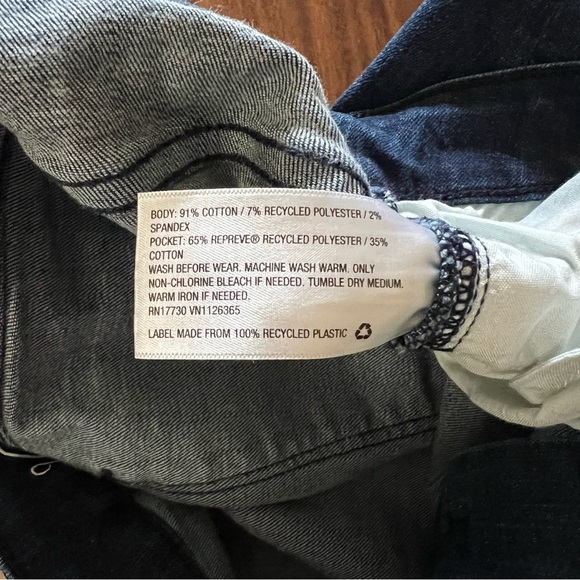 BODY: 91% COTTON / 7% RECYCLED POLYESTER / 2%
SPANDEX
POCKET: 65% REPREVE® RECYCLED POLYESTER / 35%
COTTON
WASH BEFORE WEAR. MACHINE WASH WARM. ONLY
NON-CHLORINE BLEACH IF NEEDED. TUMBLE DRY MEDIUM.
WARM IRON IF NEEDED.
RN17730 VN1126365
LABEL MADE FROM 100% RECYCLED PLASTIC